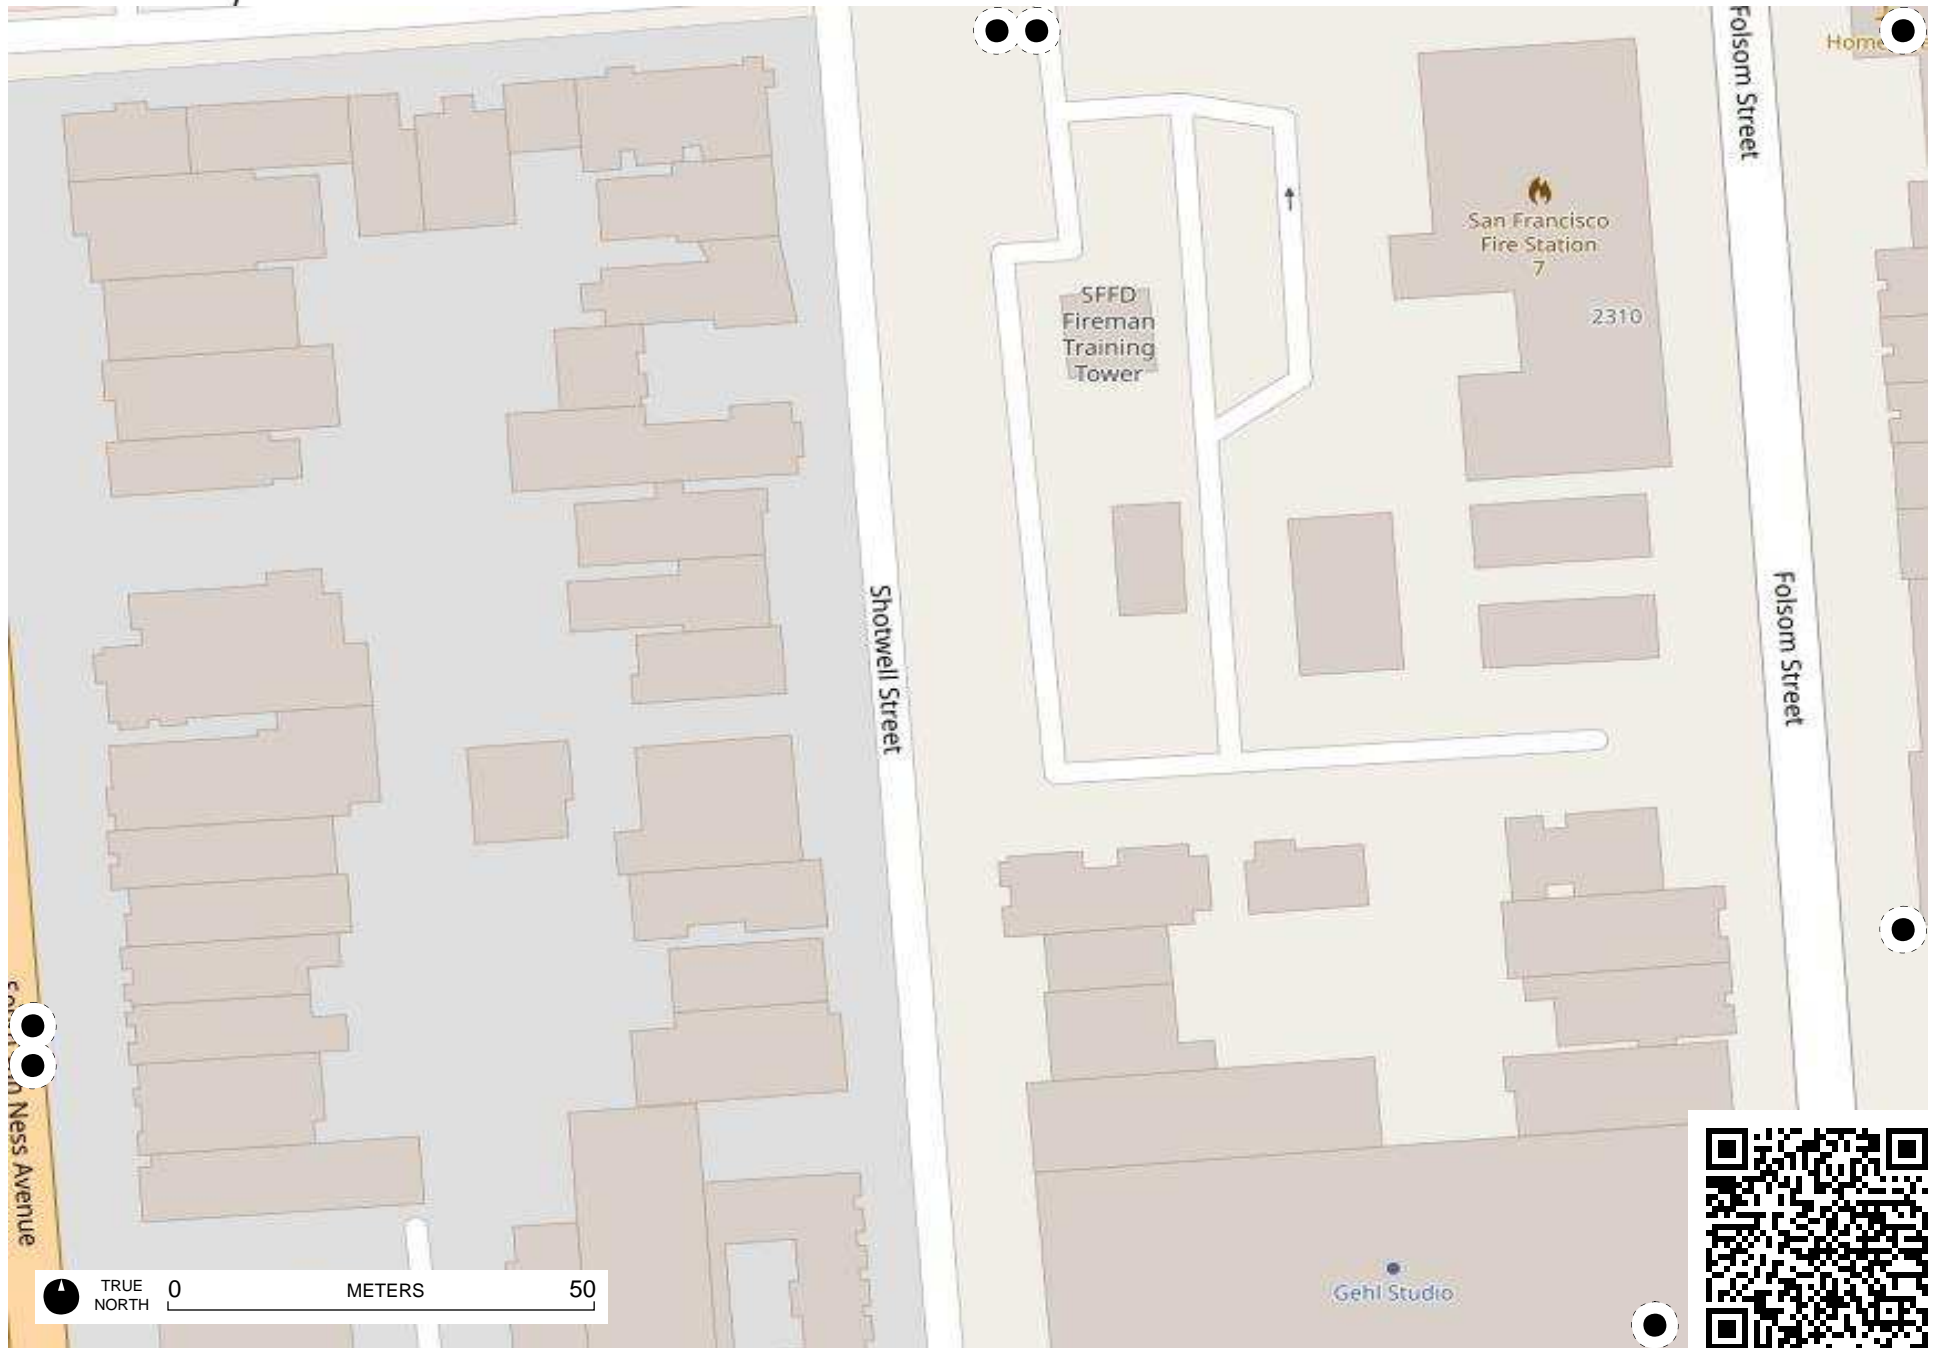 Folsom Street
San Francisco
Fire Station
7
2310
SFFD
Fireman
Training
Tower
Shotwell Street
Folsom Street
Ness Avenue
Gehl Studio
TRUE
NORTH
0 METERS 50